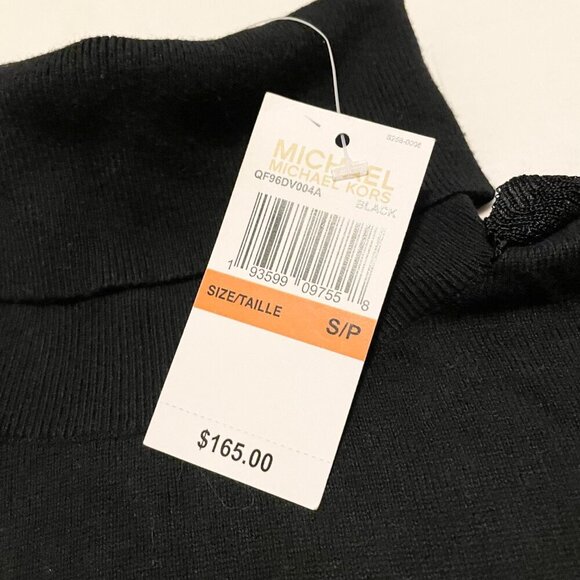 MICHAEL
MICHAEL KORS
QF96DV004A
BLACK
1 93599 09755 8
SIZE/TAILLE S/P
$165.00